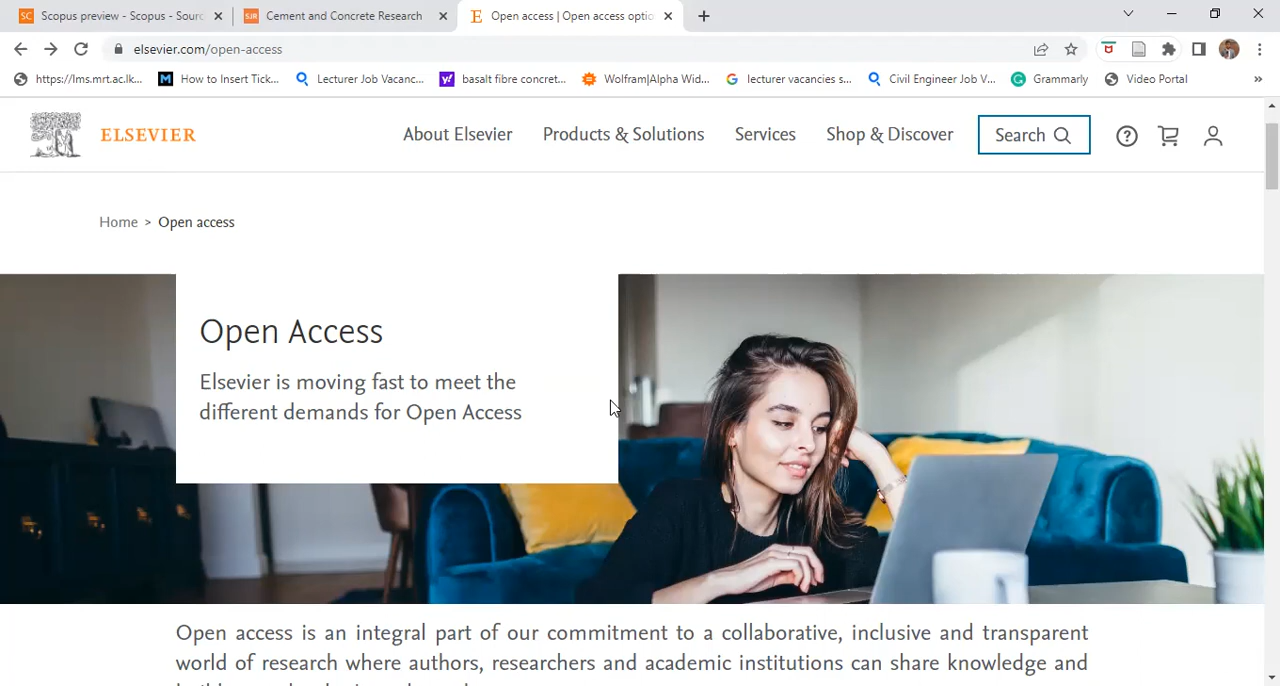 Scopus preview - Scopus - Sourc
Cement and Concrete Research
Open access | Open access optio
elsevier.com/open-access
https://lms.mrt.ac.lk...
How to Insert Tick...
Lecturer Job Vacanc...
basalt fibre concret...
Wolfram|Alpha Wid...
lecturer vacancies s...
Civil Engineer Job V...
Grammarly
Video Portal
ELSEVIER
About Elsevier
Products & Solutions
Services
Shop & Discover
Search
Home > Open access
Open Access
Elsevier is moving fast to meet the
different demands for Open Access
Open access is an integral part of our commitment to a collaborative, inclusive and transparent
world of research where authors, researchers and academic institutions can share knowledge and